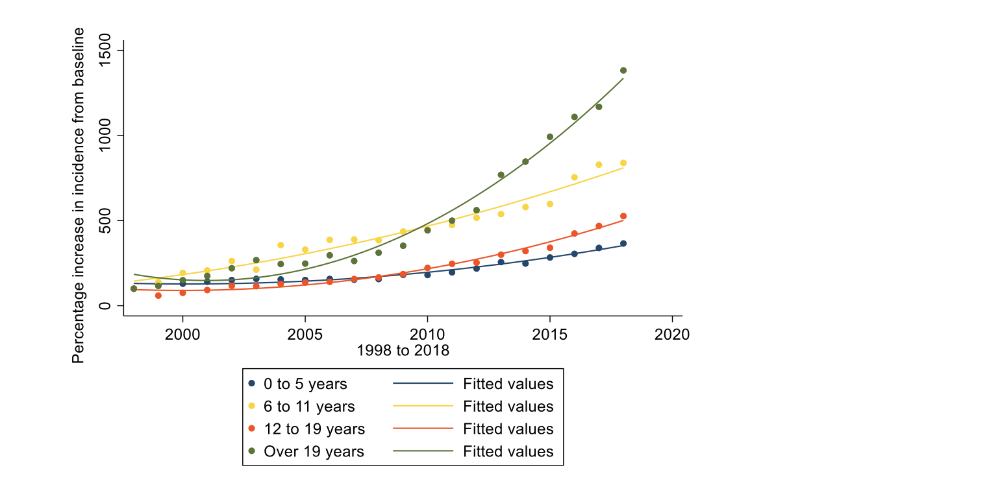 Percentage increase in incidence from baseline
1500
1000
500
0
2000 2005 2010 2015 2020
1998 to 2018
0 to 5 years Fitted values
6 to 11 years Fitted values
12 to 19 years Fitted values
Over 19 years Fitted values